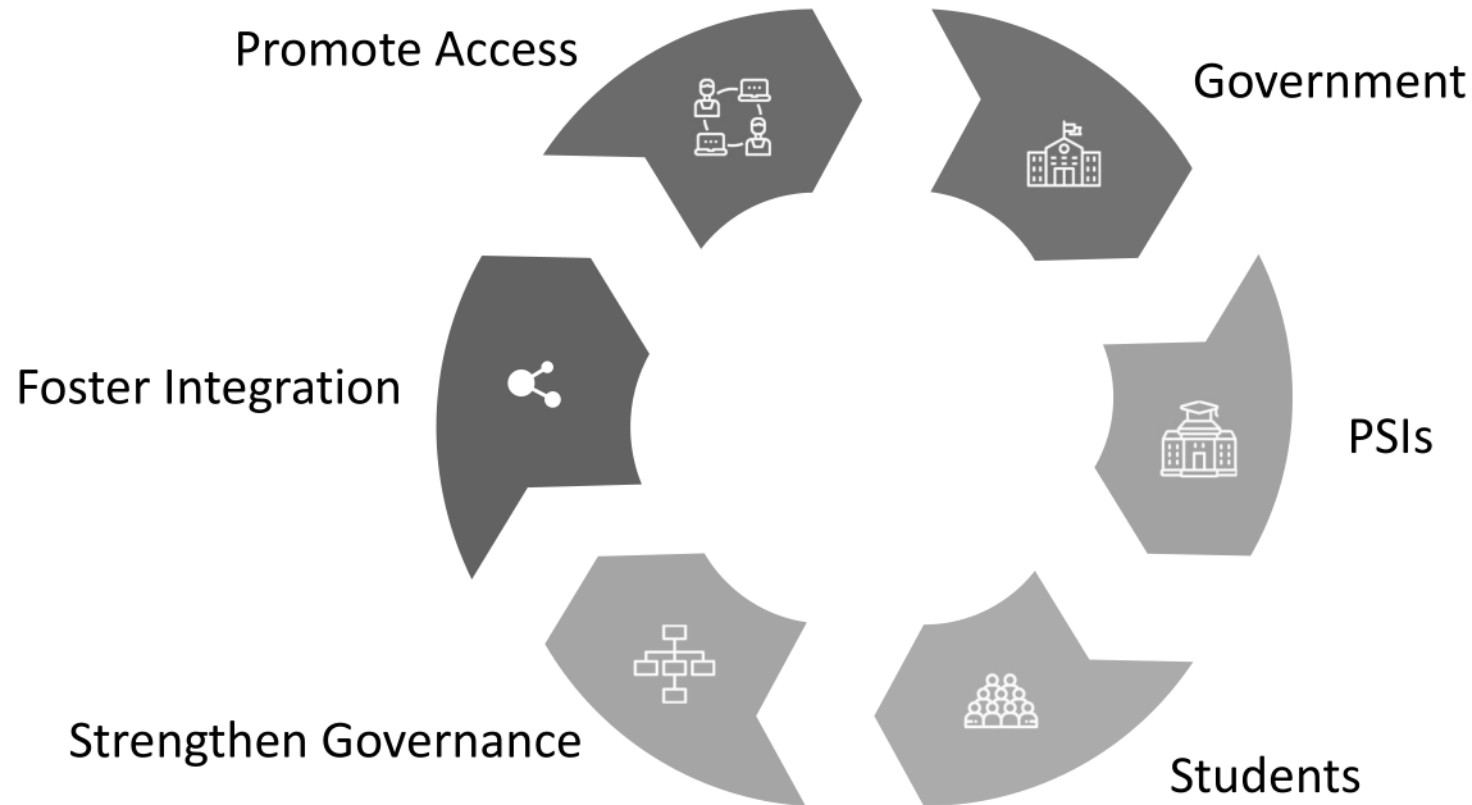 Promote Access
Government
Foster Integration
PSIs
Strengthen Governance
Students